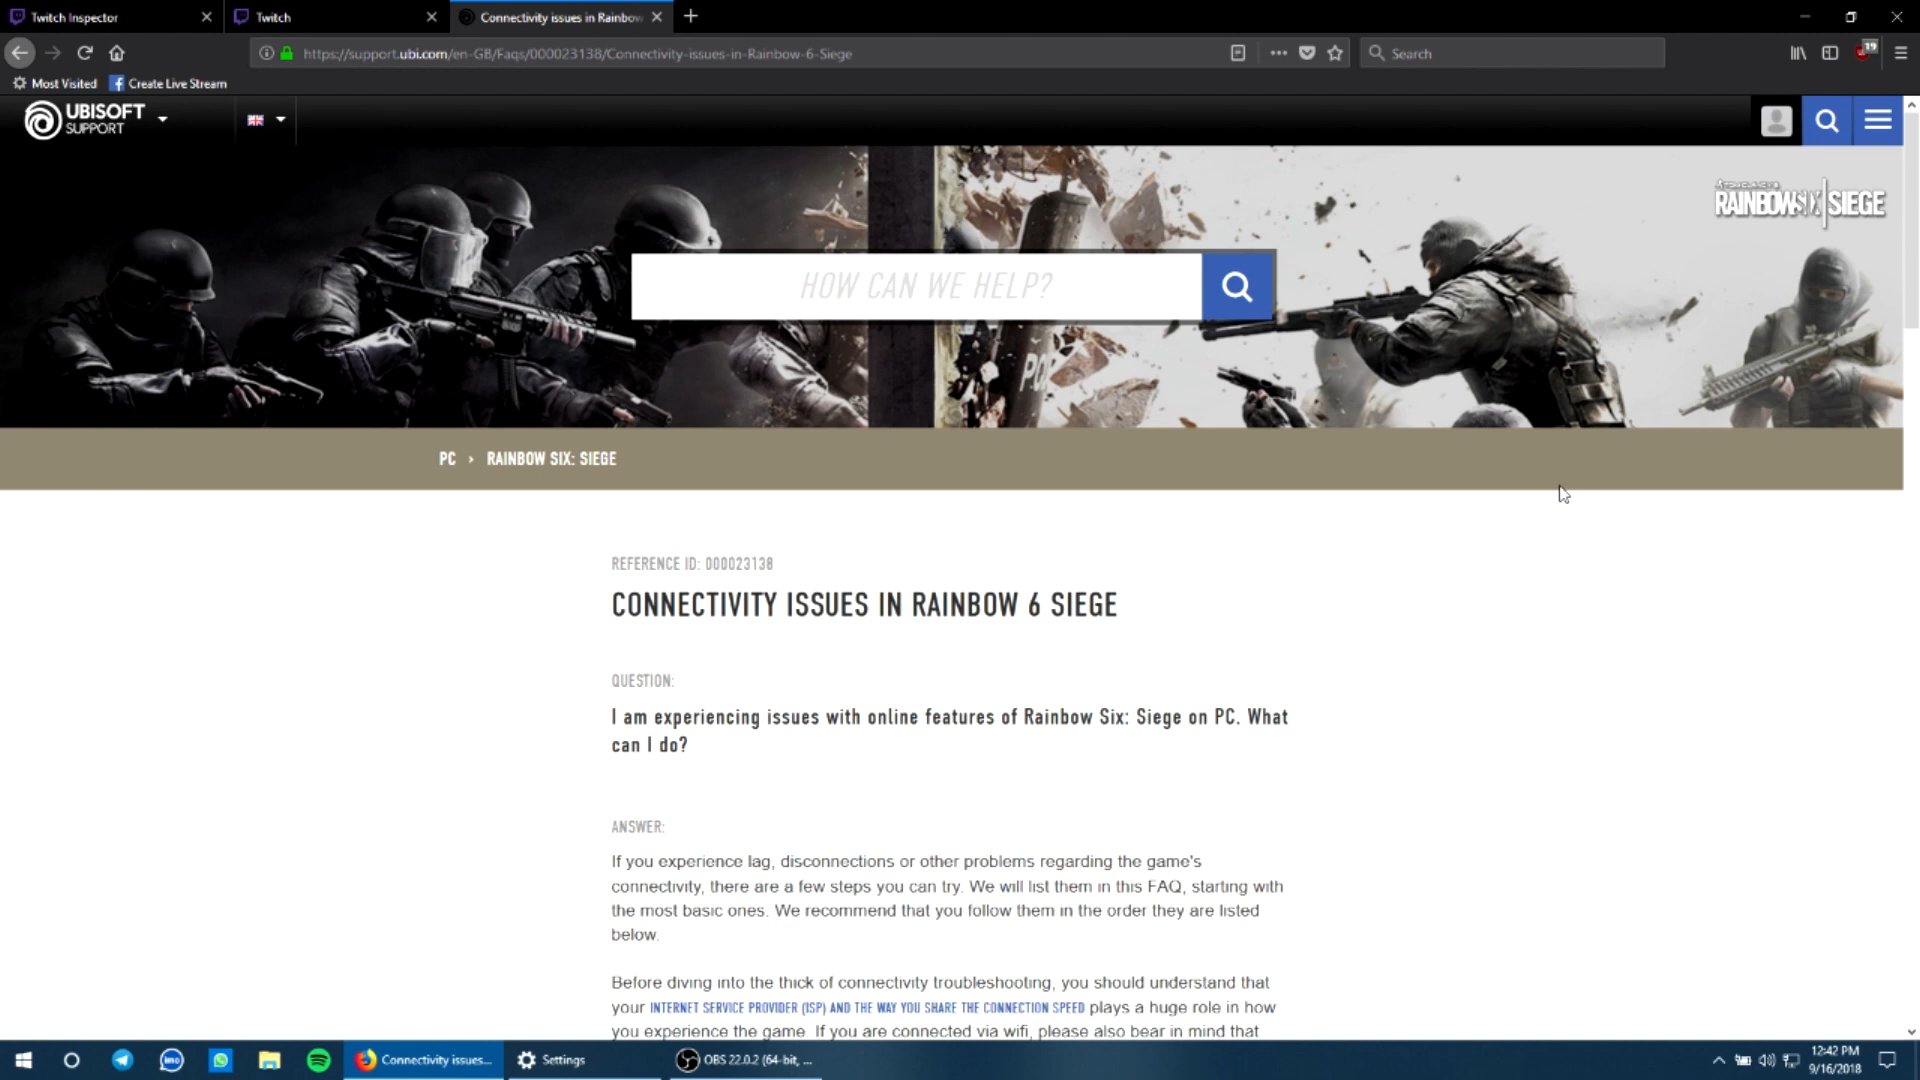 Twitch Inspector
Twitch
Connectivity issues in Rainbow
https://support.ubi.com/en-GB/Faqs/000023138/Connectivity-issues-in-Rainbow-6-Siege
Search
19
Most Visited
Create Live Stream
UBISOFT
SUPPORT
RAINBOWSIX | SIEGE
HOW CAN WE HELP?
PC › RAINBOW SIX: SIEGE
REFERENCE ID: 000023138
CONNECTIVITY ISSUES IN RAINBOW 6 SIEGE
QUESTION:
I am experiencing issues with online features of Rainbow Six: Siege on PC. What
can I do?
ANSWER:
If you experience lag, disconnections or other problems regarding the game's
connectivity, there are a few steps you can try. We will list them in this FAQ, starting with
the most basic ones. We recommend that you follow them in the order they are listed
below.
Before diving into the thick of connectivity troubleshooting, you should understand that
your INTERNET SERVICE PROVIDER (ISP) AND THE WAY YOU SHARE THE CONNECTION SPEED plays a huge role in how
you experience the game. If you are connected via wifi, please also bear in mind that
imo
Connectivity issues...
Settings
OBS 22.0.2 (64-bit, ...
12:42 PM
9/16/2018